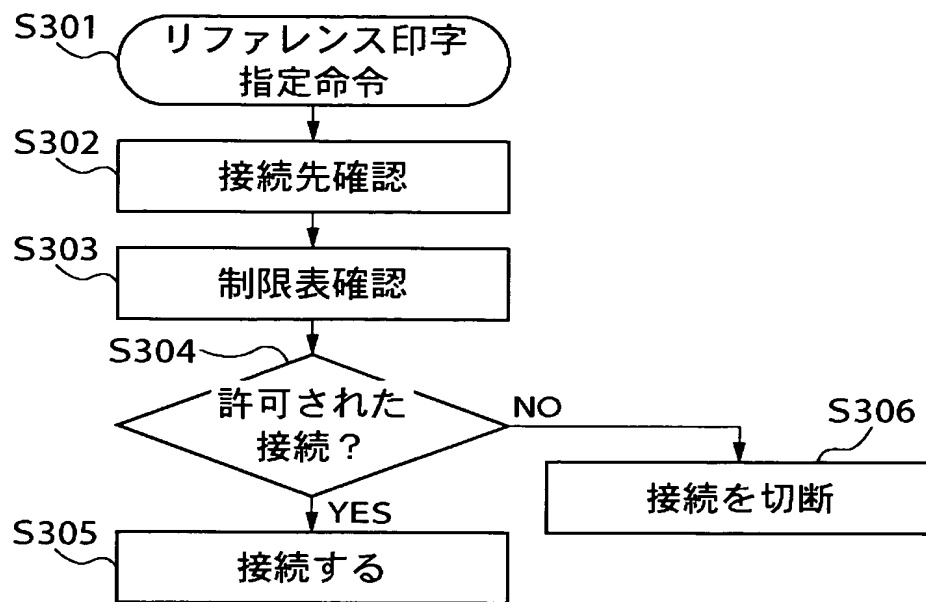 S301
リファレンス印字
指定命令
S302
接続先確認
S303
制限表確認
S304
許可された
接続？
NO
S306
接続を切断
YES
S305
接続する